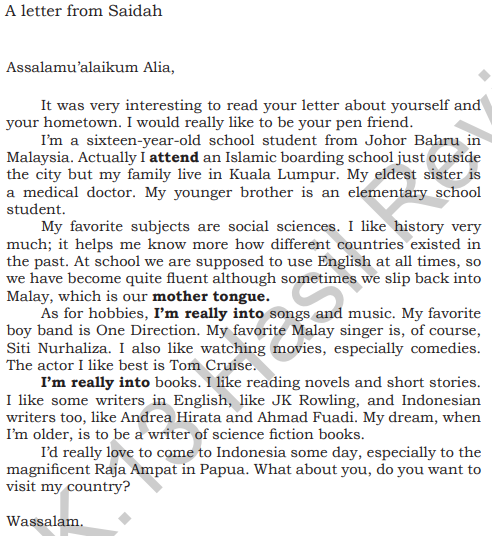 A letter from Saidah
Assalamu'alaikum Alia,
It was very interesting to read your letter about yourself and
your hometown. I would really like to be your pen friend.
I'm a sixteen-year-old school student from Johor Bahru in
Malaysia. Actually I attend an Islamic boarding school just outside
the city but my family live in Kuala Lumpur. My eldest sister is
a medical doctor. My younger brother is an elementary school
student.
My favorite subjects are social sciences. I like history very
much; it helps me know more how different countries existed in
the past. At school we are supposed to use English at all times, so
we have become quite fluent although sometimes we slip back into
Malay, which is our mother tongue.
As for hobbies, I'm really into songs and music. My favorite
boy band is One Direction. My favorite Malay singer is, of course,
Siti Nurhaliza. I also like watching movies, especially comedies.
The actor I like best is Tom Cruise.
I'm really into books. I like reading novels and short stories.
I like some writers in English, like JK Rowling, and Indonesian
writers too, like Andrea Hirata and Ahmad Fuadi. My dream, when
I'm older, is to be a writer of science fiction books.
I'd really love to come to Indonesia some day, especially to the
magnificent Raja Ampat in Papua. What about you, do you want to
visit my country?
Wassalam.
K.13 Hasil Rev